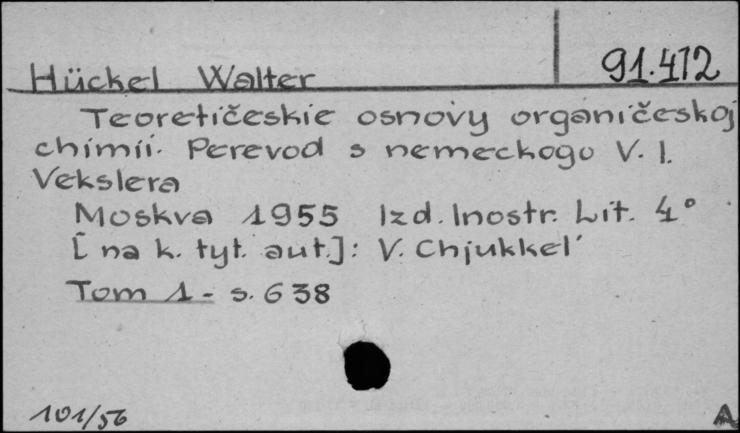 91.412
Hückel Walter
Teoretičeskie osnovy organičeskoj
chimii. Perevod s nemeckogo V. I.
Vekslera
Moskva 1955 Izd. Inostr. Lit. 4°
[na k. tyt. aut.]: V. Chjukkel'
Tom 1 - s. 638
101/56
A